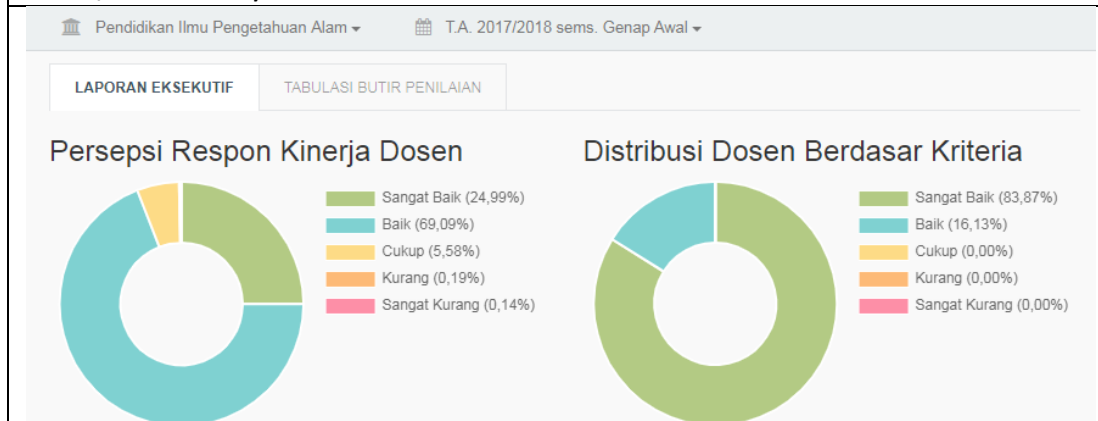 Pendidikan Ilmu Pengetahuan Alam
T.A. 2017/2018 sems. Genap Awal
LAPORAN EKSEKUTIF
TABULASI BUTIR PENILAIAN
Persepsi Respon Kinerja Dosen
Sangat Baik (24,99%)
Baik (69,09%)
Cukup (5,58%)
Kurang (0,19%)
Sangat Kurang (0,14%)
Distribusi Dosen Berdasar Kriteria
Sangat Baik (83,87%)
Baik (16,13%)
Cukup (0,00%)
Kurang (0,00%)
Sangat Kurang (0,00%)